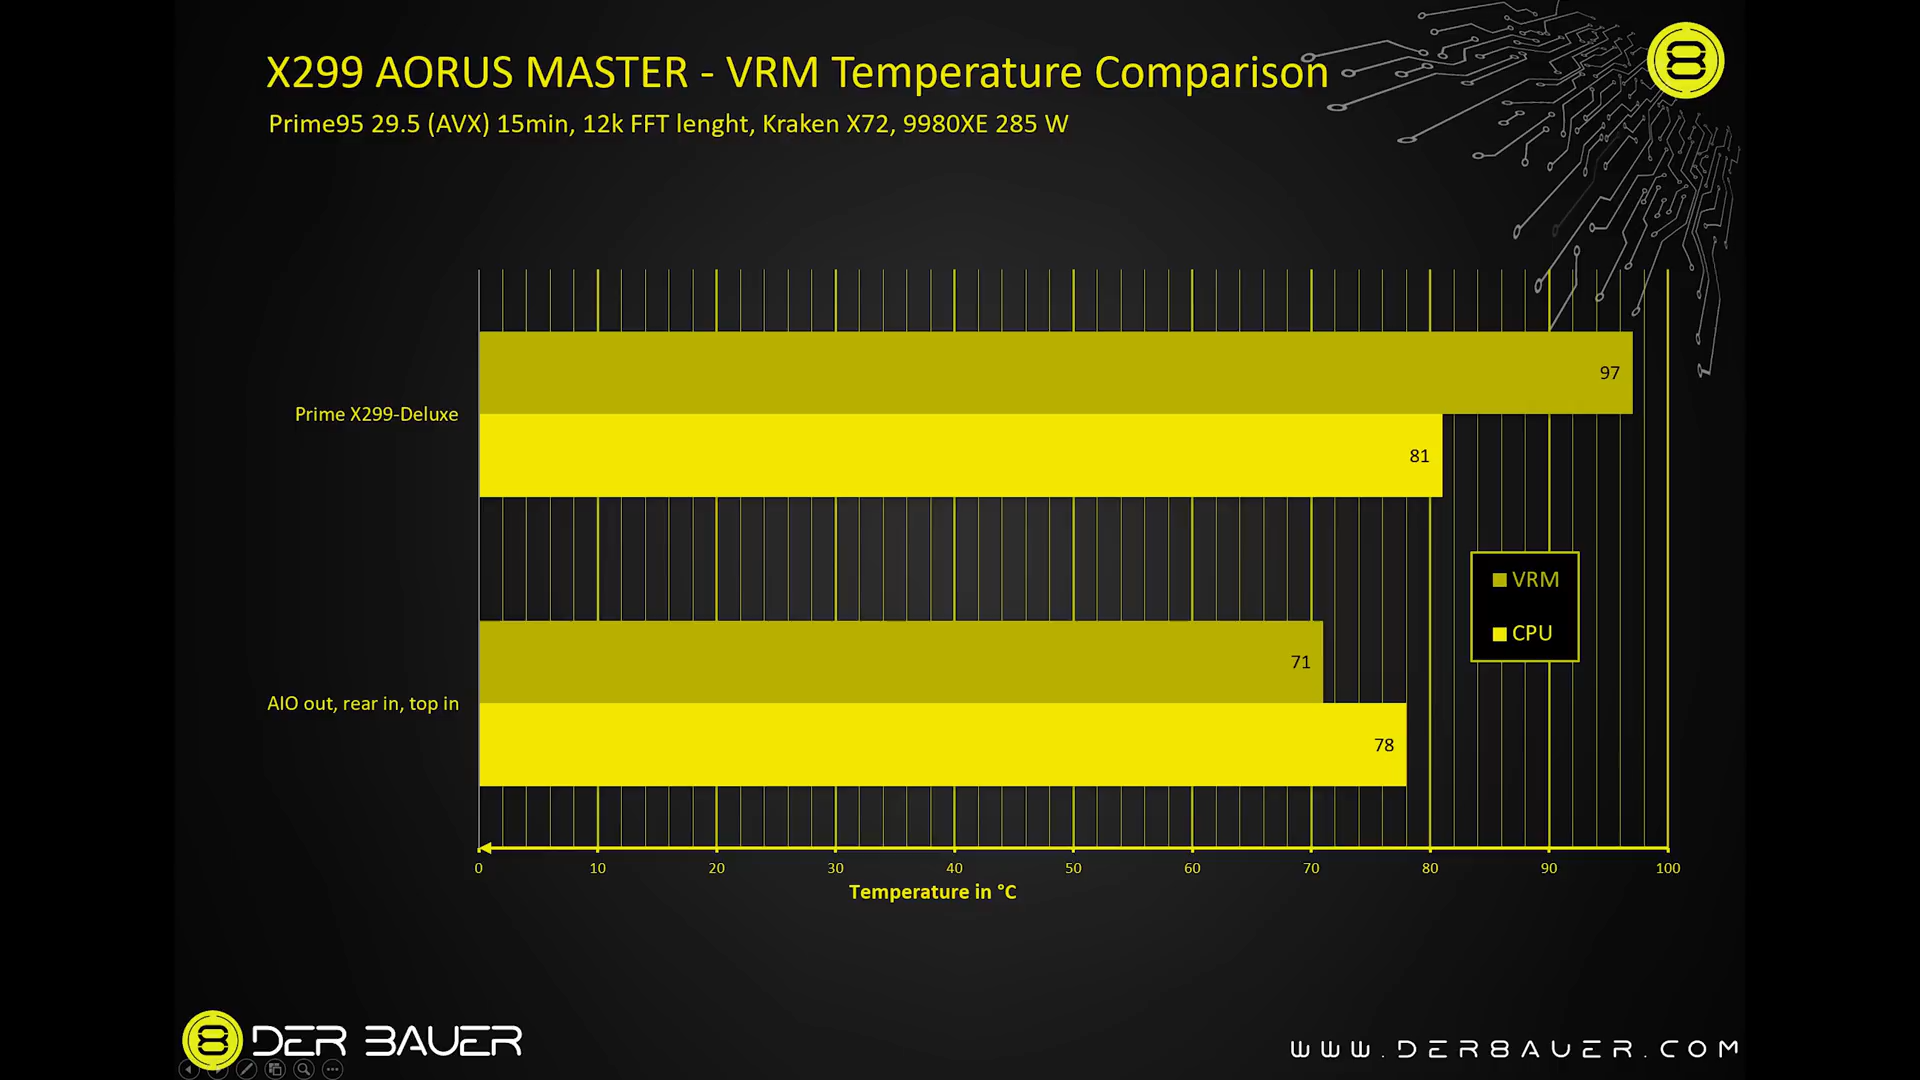 X299 AORUS MASTER - VRM Temperature Comparison
Prime95 29.5 (AVX) 15min, 12k FFT lenght, Kraken X72, 9980XE 285 W
97
Prime X299-Deluxe
81
VRM
CPU
71
AIO out, rear in, top in
78
0 10 20 30 40 50 60 70 80 90 100
Temperature in °C
DER 8AUER
WWW.DER8AUER.COM